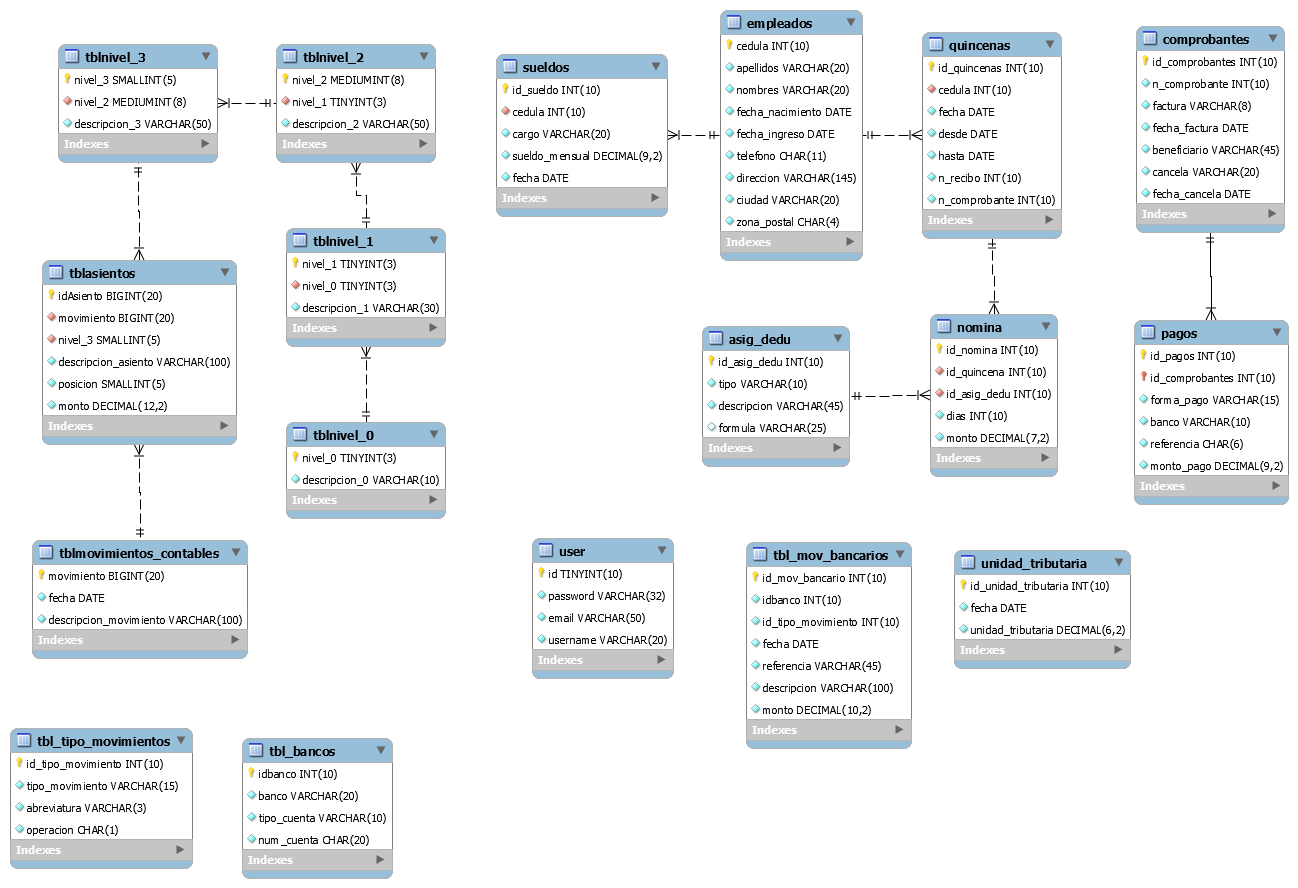 tblnivel_3
nivel_3 SMALLINT(5)
nivel_2 MEDIUMINT(8)
descripcion_3 VARCHAR(50)
Indexes
tblnivel_2
nivel_2 MEDIUMINT(8)
nivel_1 TINYINT(3)
descripcion_2 VARCHAR(50)
Indexes
sueldos
id_sueldo INT(10)
cedula INT(10)
cargo VARCHAR(20)
sueldo_mensual DECIMAL(9,2)
fecha DATE
Indexes
empleados
cedula INT(10)
apellidos VARCHAR(20)
nombres VARCHAR(20)
fecha_nacimiento DATE
fecha_ingreso DATE
telefono CHAR(11)
direccion VARCHAR(145)
ciudad VARCHAR(20)
zona_postal CHAR(4)
Indexes
quincenas
id_quincenas INT(10)
cedula INT(10)
fecha DATE
desde DATE
hasta DATE
n_recibo INT(10)
n_comprobante INT(10)
Indexes
comprobantes
id_comprobantes INT(10)
n_comprobante INT(10)
factura VARCHAR(8)
fecha_factura DATE
beneficiario VARCHAR(45)
cancela VARCHAR(20)
fecha_cancela DATE
Indexes
tblasientos
idAsiento BIGINT(20)
movimiento BIGINT(20)
nivel_3 SMALLINT(5)
descripcion_asiento VARCHAR(100)
posicion SMALLINT(5)
monto DECIMAL(12,2)
Indexes
tblnivel_1
nivel_1 TINYINT(3)
nivel_0 TINYINT(3)
descripcion_1 VARCHAR(30)
Indexes
tblnivel_0
nivel_0 TINYINT(3)
descripcion_0 VARCHAR(10)
Indexes
asig_dedu
id_asig_dedu INT(10)
tipo VARCHAR(10)
descripcion VARCHAR(45)
formula VARCHAR(25)
Indexes
nomina
id_nomina INT(10)
id_quincena INT(10)
id_asig_dedu INT(10)
dias INT(10)
monto DECIMAL(7,2)
Indexes
pagos
id_pagos INT(10)
id_comprobantes INT(10)
forma_pago VARCHAR(15)
banco VARCHAR(10)
referencia CHAR(6)
monto_pago DECIMAL(9,2)
Indexes
tblmovimientos_contables
movimiento BIGINT(20)
fecha DATE
descripcion_movimiento VARCHAR(100)
Indexes
user
id TINYINT(10)
password VARCHAR(32)
email VARCHAR(50)
username VARCHAR(20)
Indexes
tbl_mov_bancarios
id_mov_bancario INT(10)
idbanco INT(10)
id_tipo_movimiento INT(10)
fecha DATE
referencia VARCHAR(45)
descripcion VARCHAR(100)
monto DECIMAL(10,2)
Indexes
unidad_tributaria
id_unidad_tributaria INT(10)
fecha DATE
unidad_tributaria DECIMAL(6,2)
Indexes
tbl_tipo_movimientos
id_tipo_movimiento INT(10)
tipo_movimiento VARCHAR(15)
abreviatura VARCHAR(3)
operacion CHAR(1)
Indexes
tbl_bancos
idbanco INT(10)
banco VARCHAR(20)
tipo_cuenta VARCHAR(10)
num_cuenta CHAR(20)
Indexes